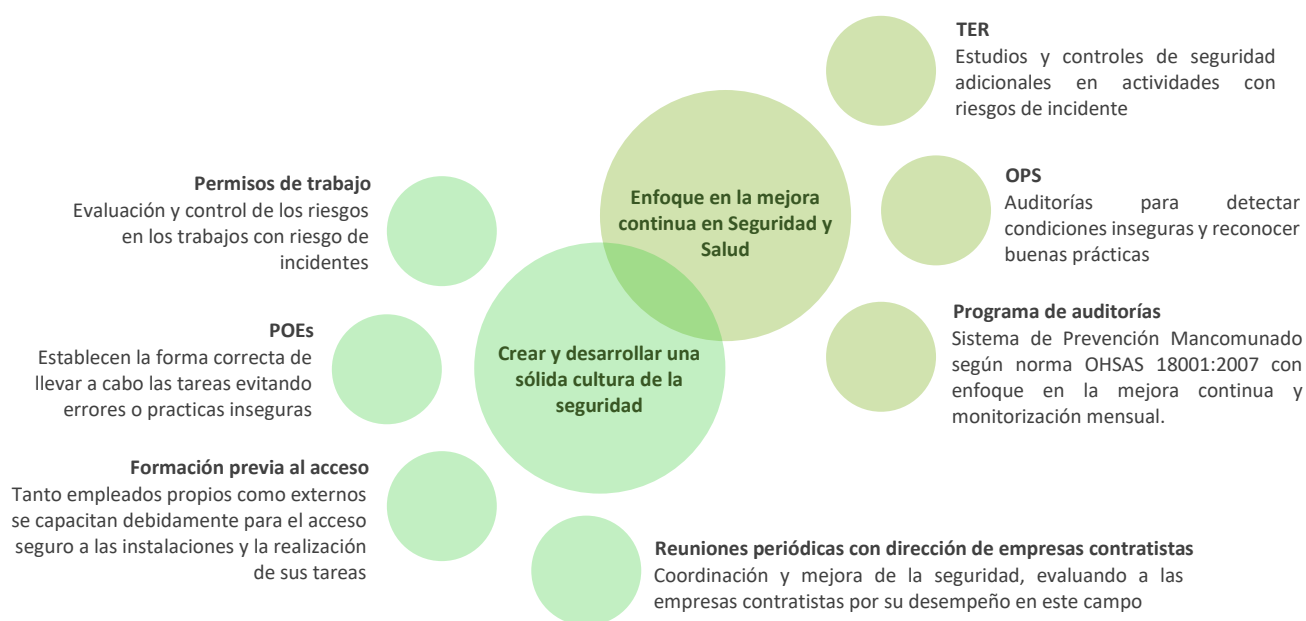 TER
Estudios y controles de seguridad
adicionales en actividades con
riesgos de incidente
Permisos de trabajo
Evaluación y control de los riesgos
en los trabajos con riesgo de
incidentes
Enfoque en la mejora
continua en Seguridad y
Salud
OPS
Auditorías para detectar
condiciones inseguras y reconocer
buenas prácticas
POEs
Establecen la forma correcta de
llevar a cabo las tareas evitando
errores o practicas inseguras
Crear y desarrollar una
sólida cultura de la
seguridad
Programa de auditorías
Sistema de Prevención Mancomunado
según norma OHSAS 18001:2007 con
enfoque en la mejora continua y
monitorización mensual.
Formación previa al acceso
Tanto empleados propios como externos
se capacitan debidamente para el acceso
seguro a las instalaciones y la realización
de sus tareas
Reuniones periódicas con dirección de empresas contratistas
Coordinación y mejora de la seguridad, evaluando a las
empresas contratistas por su desempeño en este campo